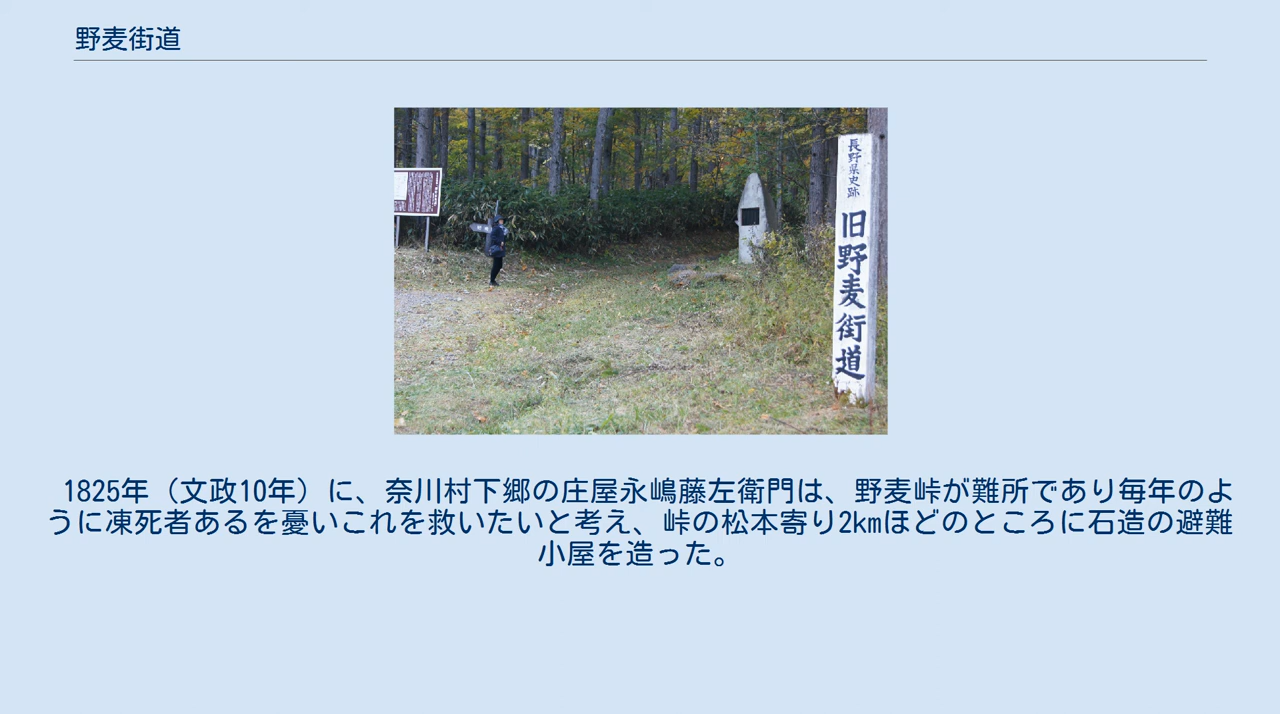 野麦街道
長野県史跡
旧野麦街道
1825年（文政10年）に、奈川村下郷の庄屋永嶋藤左衛門は、野麦峠が難所であり毎年のよ
うに凍死者あるを憂いこれを救いたいと考え、峠の松本寄り2kmほどのところに石造の避難
小屋を造った。